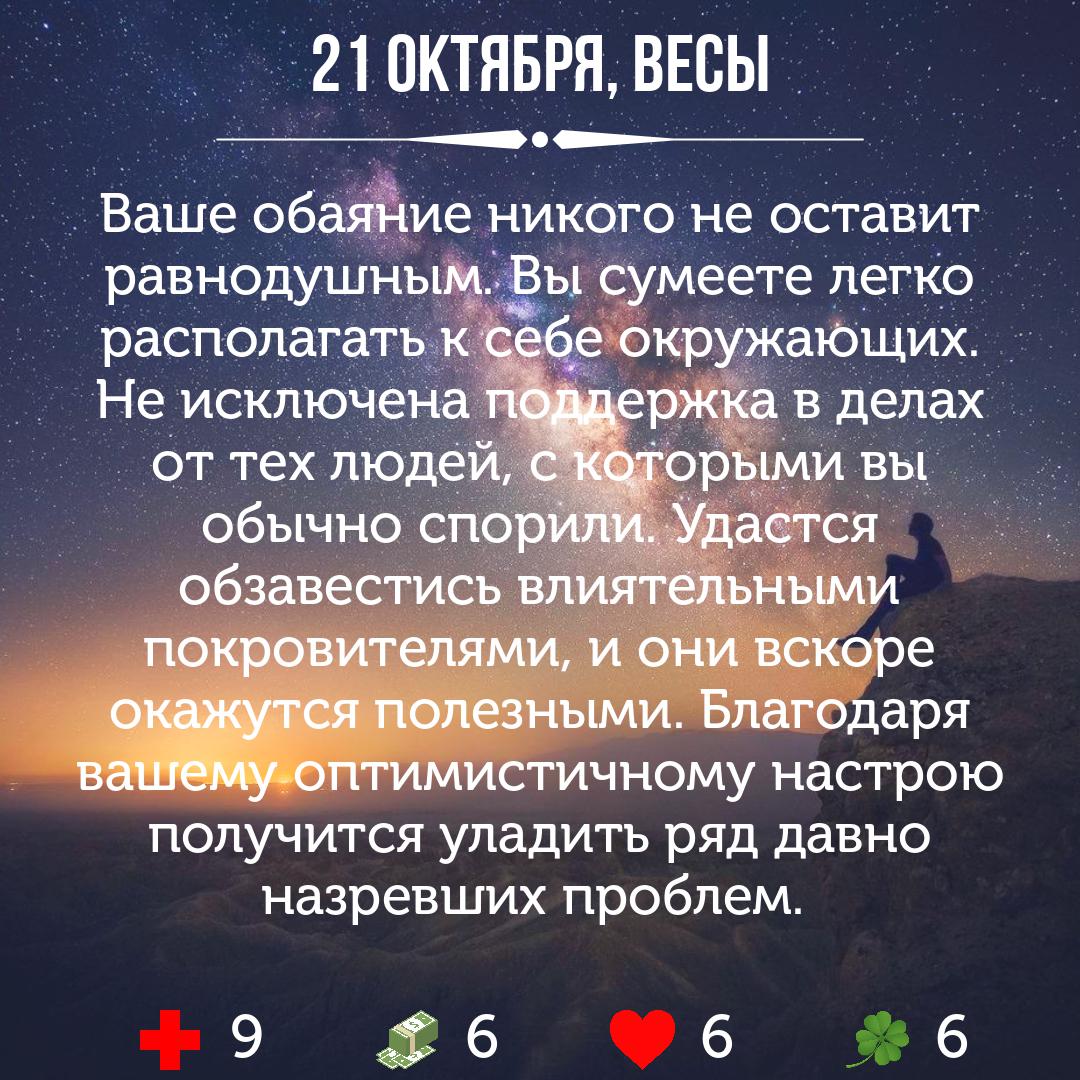 21 ОКТЯБРЯ, ВЕСЫ
Ваше обаяние никого не оставит
равнодушным. Вы сумеете легко
располагать к себе окружающих.
Не исключена поддержка в делах
от тех людей, с которыми вы
обычно спорили. Удастся
обзавестись влиятельными
покровителями, и они вскоре
окажутся полезными. Благодаря
вашему оптимистичному настрою
получится уладить ряд давно
назревших проблем.
9 6 6 6